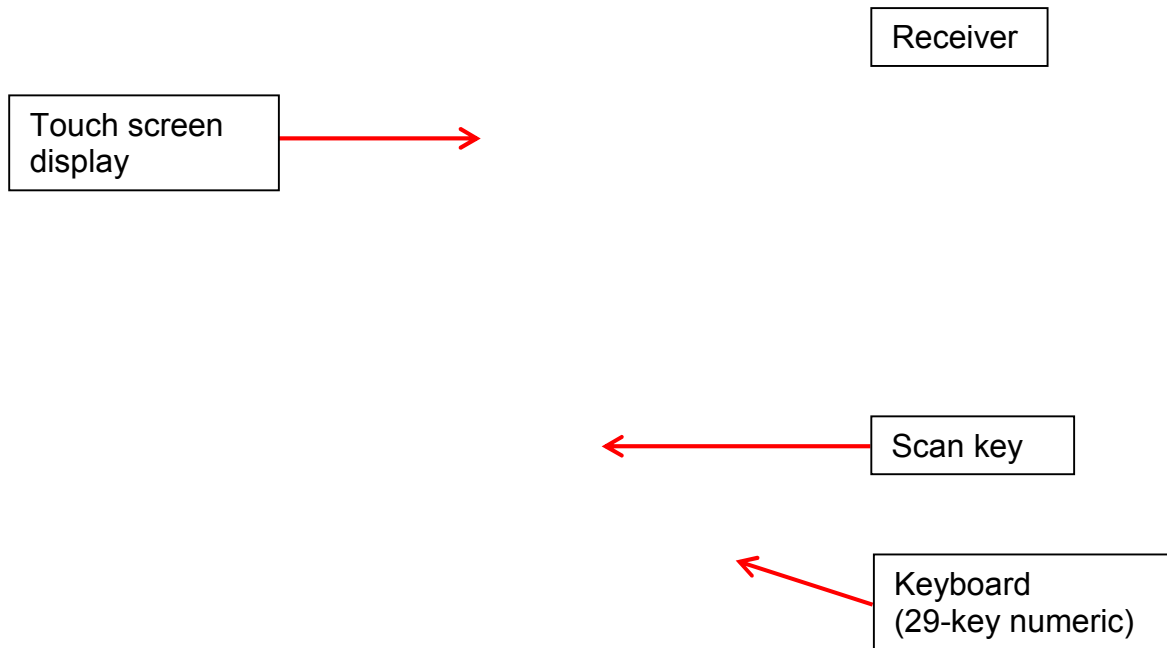 Receiver
Touch screen
display
Scan key
Keyboard
(29-key numeric)